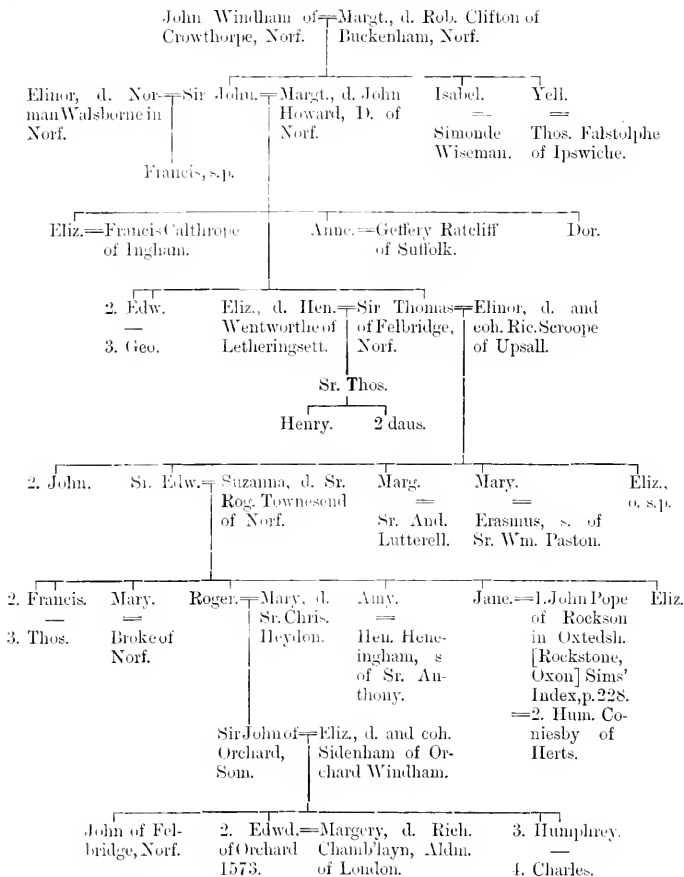 John Windham of Crowthorpe, Norf. = Margt., d. Rob. Clifton of Buckenham, Norf.
Elinor, d. Nor-
man Walsborne in
Norf.
Sir John.
Margt., d. John
Howard, D. of
Norf.
Isabel.
=
Simonde
Wiseman.
Yell.
=
Thos. Falstolphe
of Ipswiche.
Francis, s.p.
Eliz.=Francis Calthrope
of Ingham.
Anne.=Geffery Ratcliff
of Suffolk.
Dor.
2. Edw.
—
3. Geo.
Eliz., d. Hen.
Wentworthe of
Letheringsett.
Sir Thomas
of Felbridge,
Norf.
Elinor, d. and
coh. Ric. Scroope
of Upsall.
Sr. Thos.
Henry. 2 daus.
2. John.
Sr. Edw.=
Suzanna, d. Sr.
Rog. Townesend
of Norf.
Marg.
=
Sr. And.
Lutterell.
Mary.
=
Erasmus, s. of
Sr. Wm. Paston.
Eliz.,
o. s.p.
2. Francis.
—
3. Thos.
Mary.
=
Broke of
Norf.
Roger.=Mary, d.
Sr. Chris.
Heydon.
Amy.
=
Hen. Hene-
ingham, s
of Sr. An-
thony.
Jane.=1. John Pope
of Rockson
in Oxtedsh.
[Rockstone,
Oxon] Sims'
Index, p. 228.
=2. Hum. Co-
niesby of
Herts.
Eliz.
Sir John of
Orchard,
Som.
Eliz., d. and coh.
Sidenham of Or-
chard Windham.
John of Fel-
bridge, Norf.
2. Edwd.=Margery, d. Rich.
of Orchard Chamb'layn, Aldm.
1573. of London.
3. Humphrey.
—
4. Charles.